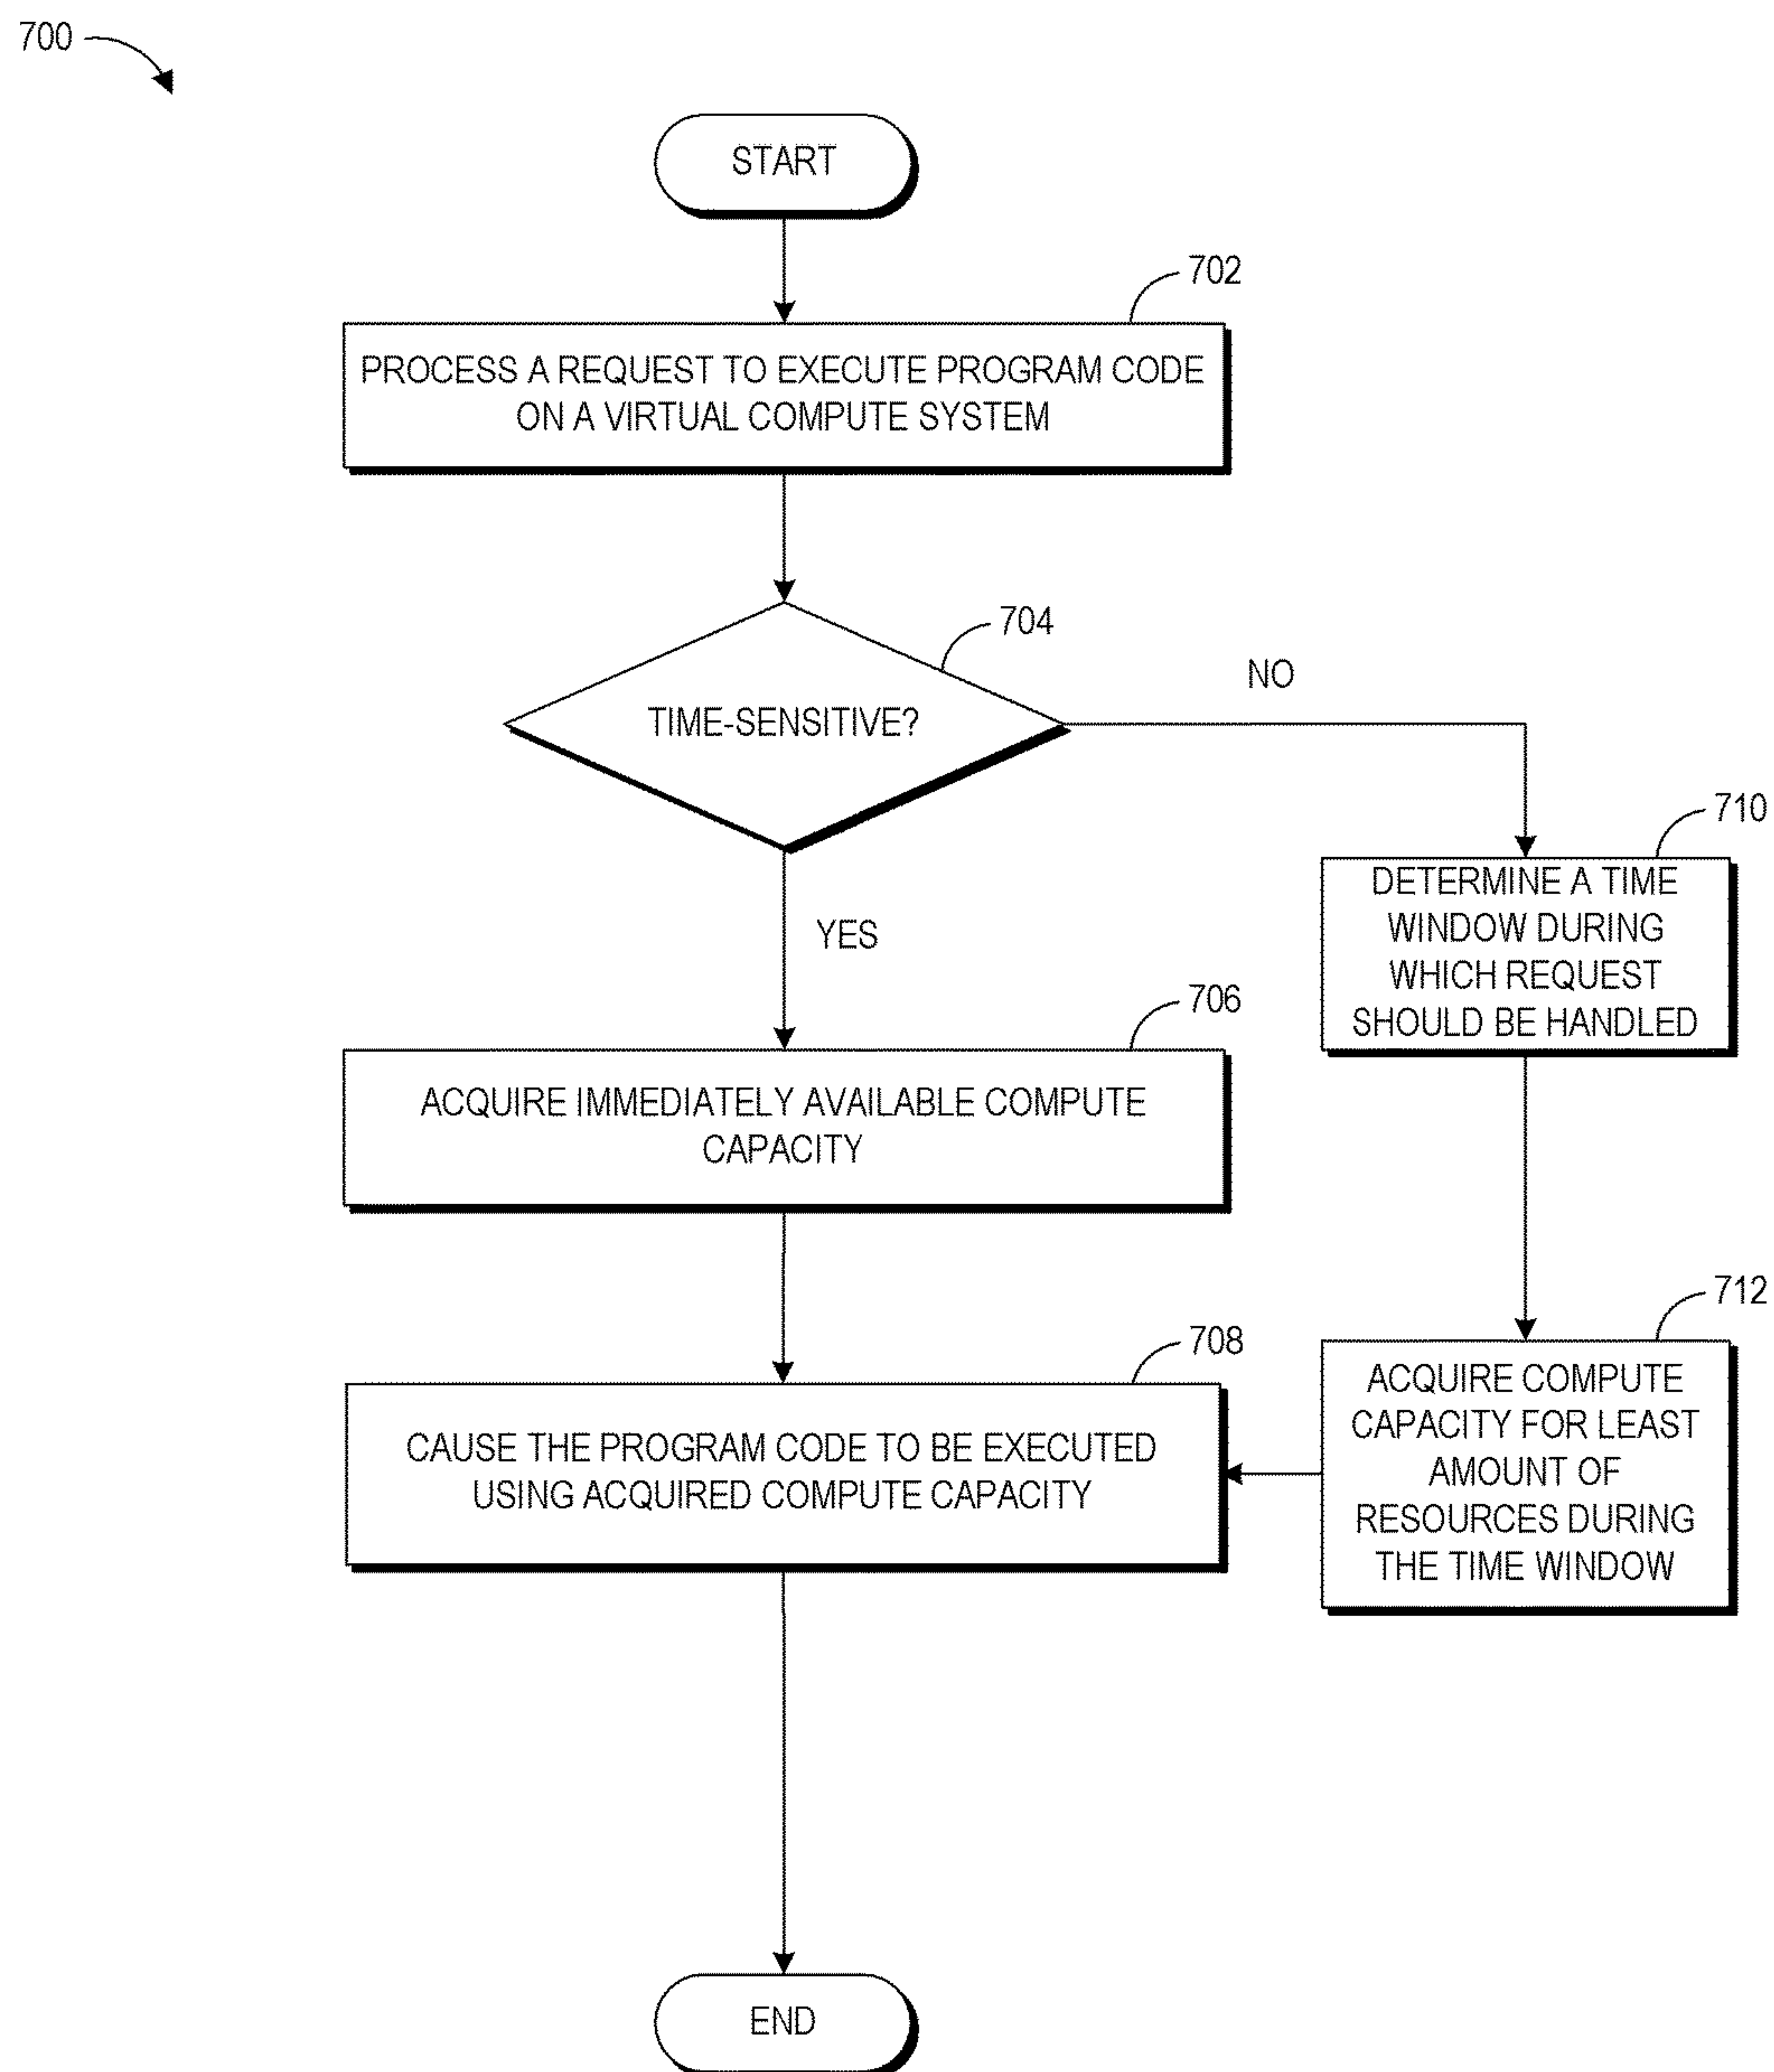 700
START
702
PROCESS A REQUEST TO EXECUTE PROGRAM CODE
ON A VIRTUAL COMPUTE SYSTEM
704
TIME-SENSITIVE?
NO
YES
706
ACQUIRE IMMEDIATELY AVAILABLE COMPUTE
CAPACITY
708
CAUSE THE PROGRAM CODE TO BE EXECUTED
USING ACQUIRED COMPUTE CAPACITY
710
DETERMINE A TIME
WINDOW DURING
WHICH REQUEST
SHOULD BE HANDLED
712
ACQUIRE COMPUTE
CAPACITY FOR LEAST
AMOUNT OF
RESOURCES DURING
THE TIME WINDOW
END